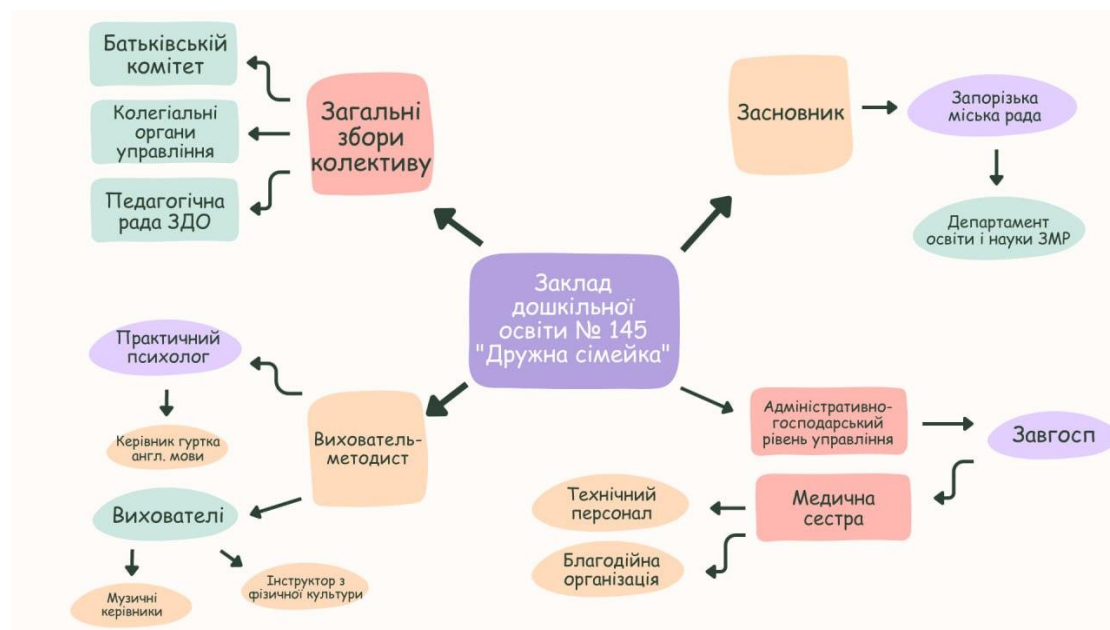 Батьківській
комітет
Колегіальні
органи
управління
Педагогічна
рада ЗДО
Загальні
збори
колективу
Засновник
Запорізька
міська рада
Департамент
освіти і науки ЗМР
Заклад
дошкільної
освіти № 145
"Дружна сімейка"
Практичний
психолог
Керівник гуртка
англ. мови
Вихователь-
методист
Вихователі
Музичні
керівники
Інструктор з
фізичної культури
Адміністративно-
господарський
рівень управління
Завгосп
Медична
сестра
Технічний
персонал
Благодійна
організація